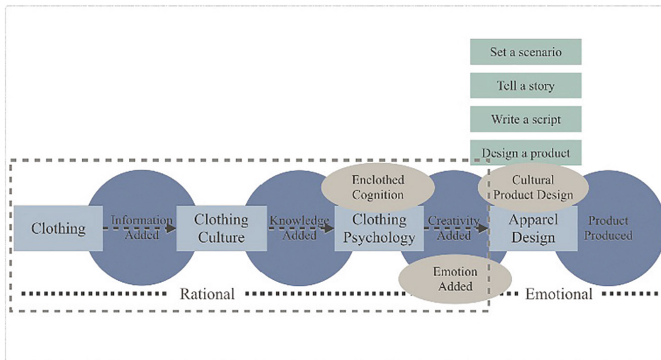 Set a scenario
Tell a story
Write a script
Design a product
Enclothed
Cognition
Cultural
Product Design
Clothing
Information
Added
Clothing
Culture
Knowledge
Added
Clothing
Psychology
Creativity
Added
Apparel
Design
Product
Produced
Emotion
Added
Rational
Emotional